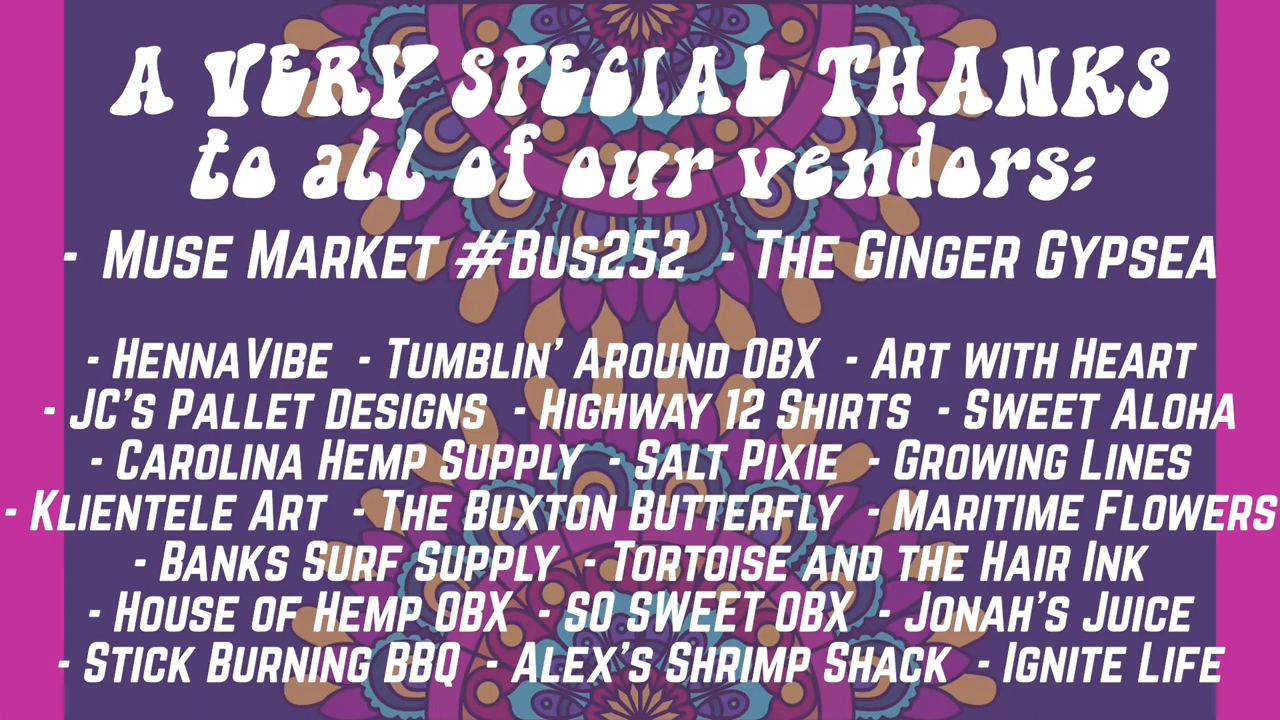 A VERY SPECIAL THANKS
to all of our vendors:
- Muse Market #Bus252 - The Ginger Gypsea
- HennaVibe - Tumblin' Around OBX - Art with Heart
- JC's Pallet Designs - Highway 12 Shirts - Sweet Aloha
- Carolina Hemp Supply - Salt Pixie - Growing Lines
- Klientele Art - The Buxton Butterfly - Maritime Flowers
- Banks Surf Supply - Tortoise and the Hair Ink
- House of Hemp OBX - SO SWEET OBX - Jonah's Juice
- Stick Burning BBQ - Alex's Shrimp Shack - Ignite Life